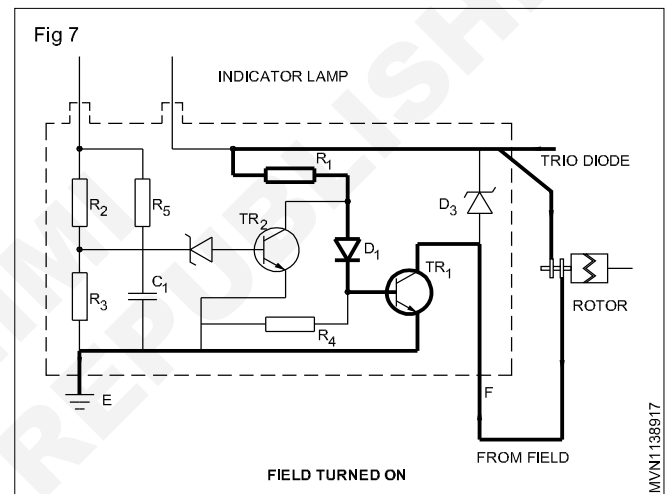 Fig 7
INDICATOR LAMP
TRIO DIODE
R1
R2
R5
TR2
D3
D1
TR1
ROTOR
R3
C1
R4
E
F
FROM FIELD
FIELD TURNED ON
MVN1138917
REPUBLISH